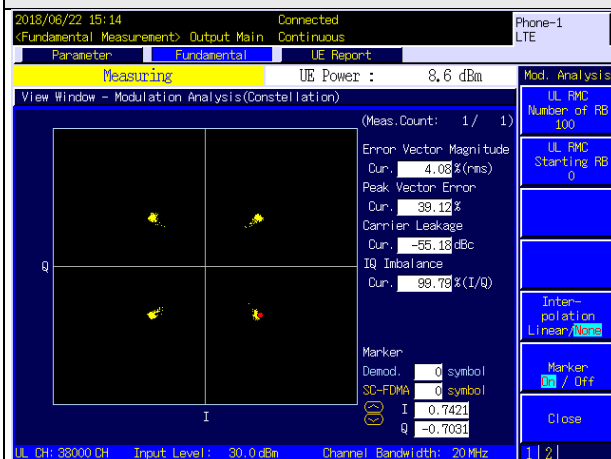 2018/06/22 15:14 Connected Phone-1
<Fundamental Measurement> Output Main Continuous LTE
Parameter Fundamental UE Report
Measuring UE Power : 8.6 dBm Mod. Analysis
View Window - Modulation Analysis(Constellation)
UL RMC
Number of RB
100
(Meas.Count: 1/ 1)
UL RMC
Starting RB
0
Error Vector Magnitude
Cur. 4.08 %(rms)
Peak Vector Error
Cur. 39.12 %
Carrier Leakage
Cur. -55.18 dBc
IQ Imbalance
Cur. 99.79 %(I/Q)
Q
I
Inter-
polation
Linear/None
Marker
Demod. 0 symbol
SC-FDMA 0 symbol
I 0.7421
Q -0.7031
Marker
On / Off
Close
UL CH: 38000 CH Input Level: 30.0 dBm Channel Bandwidth: 20 MHz 1 2